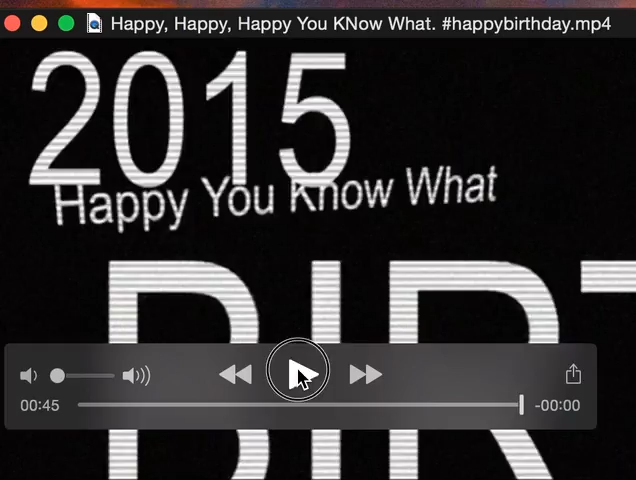 Happy, Happy, Happy You KNow What. #happybirthday.mp4
2015
Happy You Know What
BIRT
00:45
-00:00